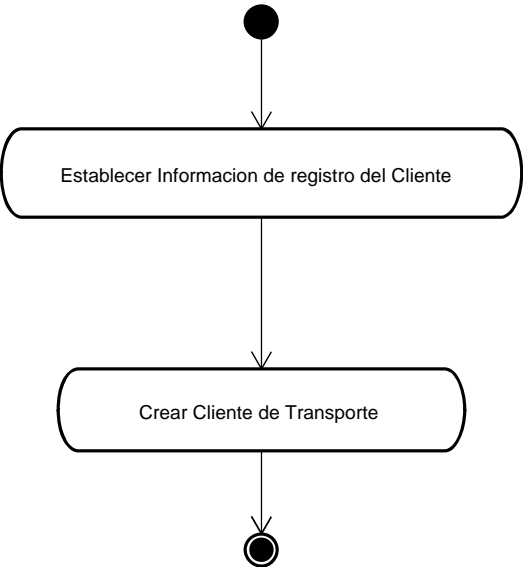 Establecer Informacion de registro del Cliente
Crear Cliente de Transporte